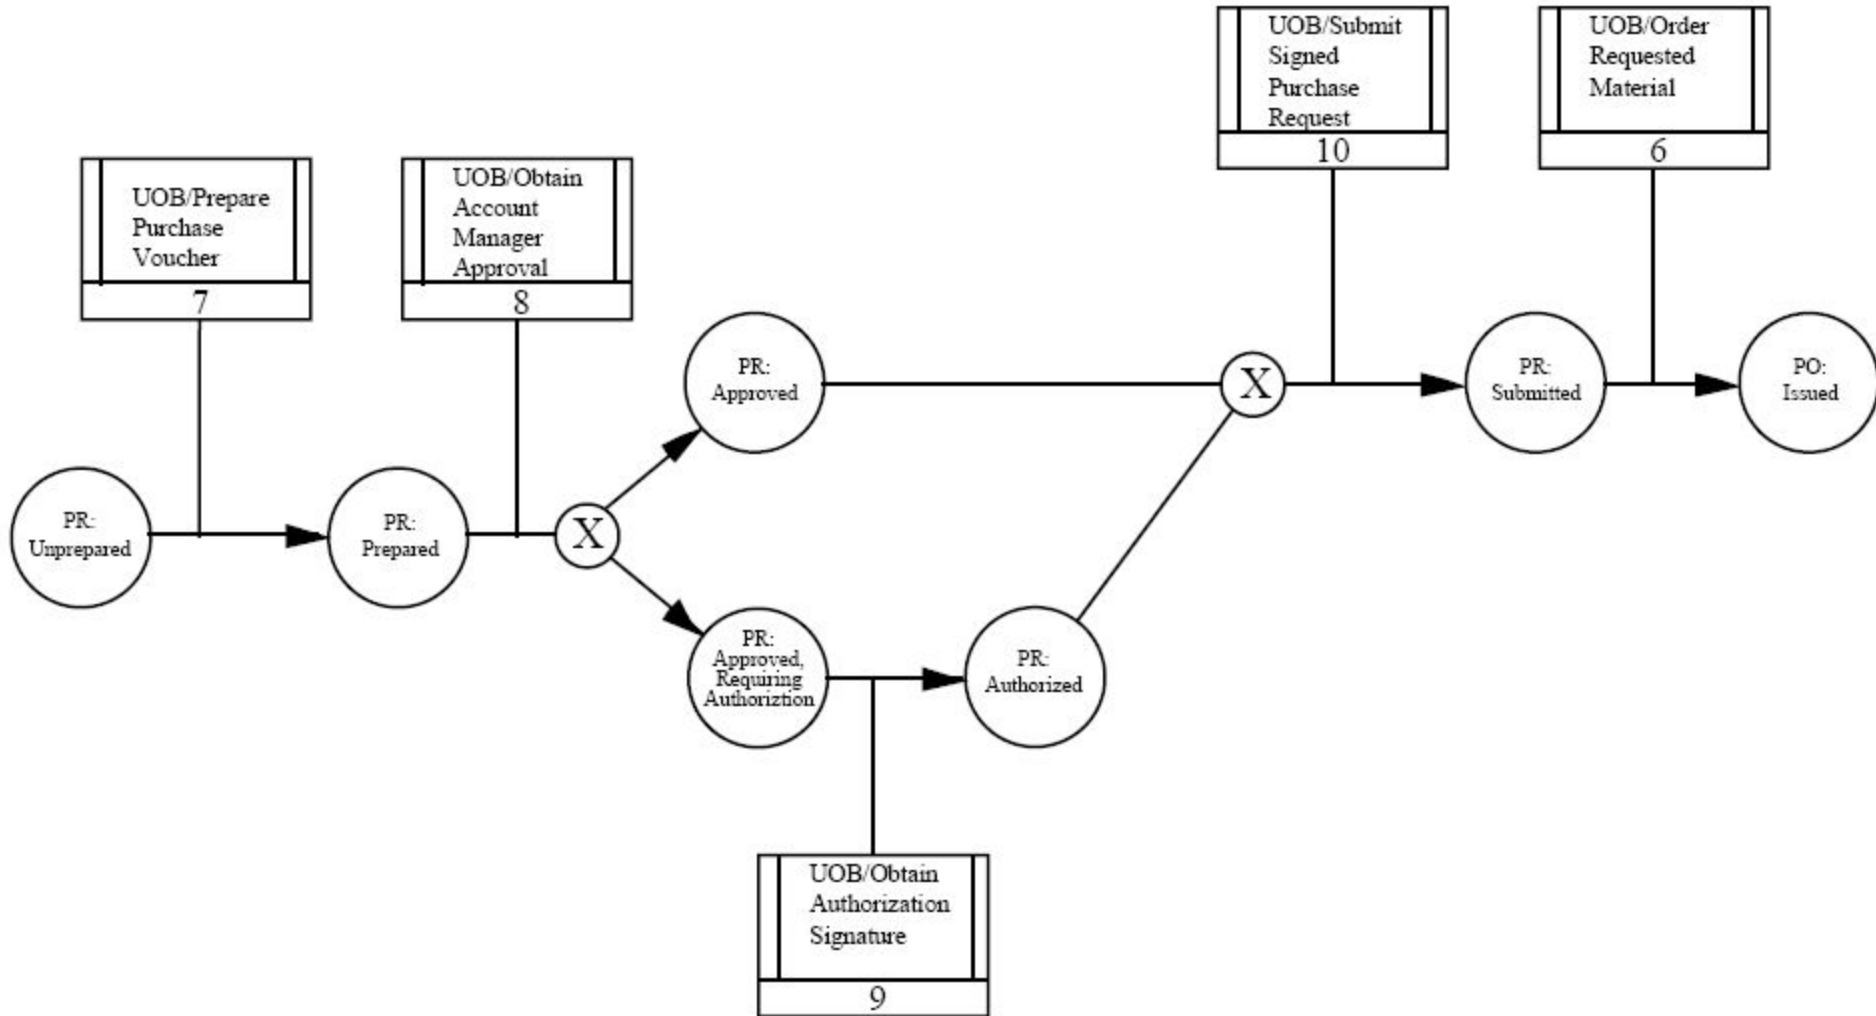 UOB/Submit
Signed
Purchase
Request
10
UOB/Order
Requested
Material
6
UOB/Prepare
Purchase
Voucher
7
UOB/Obtain
Account
Manager
Approval
8
PR:
Approved
X
PR:
Submitted
PO:
Issued
PR:
Unprepared
PR:
Prepared
X
PR:
Approved,
Requiring
Authoriztion
PR:
Authorized
UOB/Obtain
Authorization
Signature
9